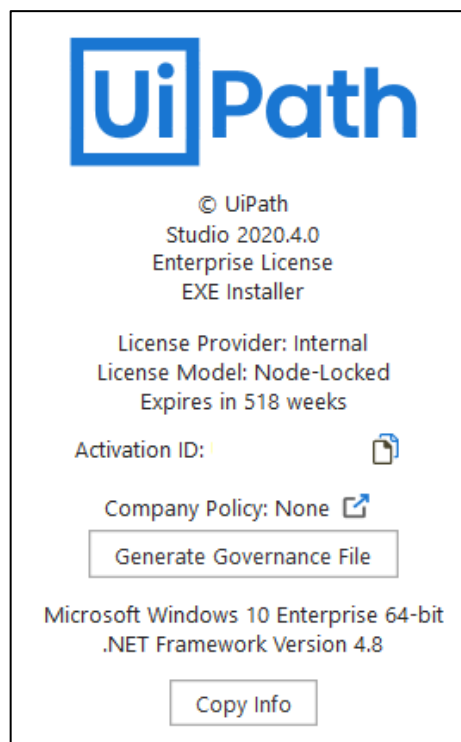 UiPath
© UiPath
Studio 2020.4.0
Enterprise License
EXE Installer
License Provider: Internal
License Model: Node-Locked
Expires in 518 weeks
Activation ID:
Company Policy: None
Generate Governance File
Microsoft Windows 10 Enterprise 64-bit
.NET Framework Version 4.8
Copy Info